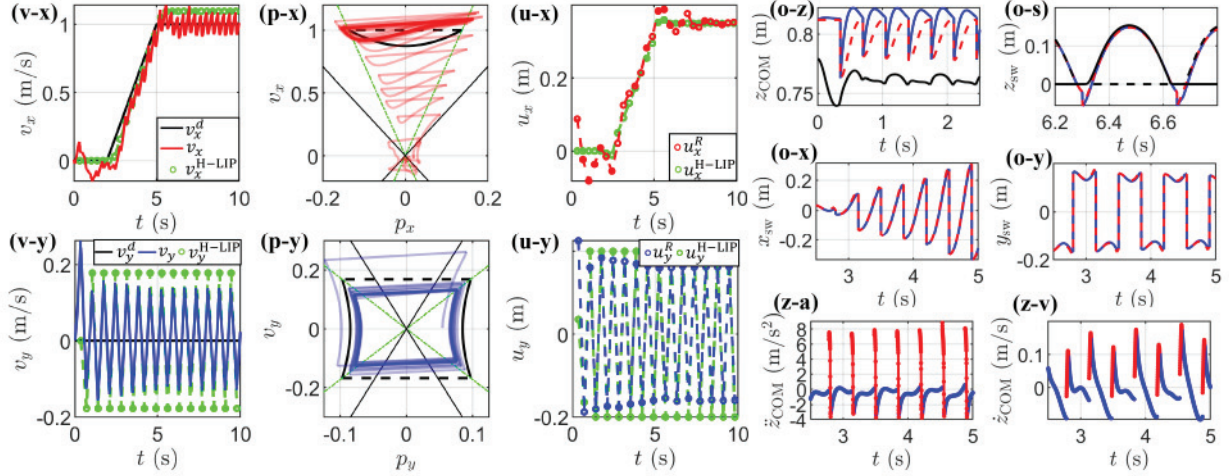 (v-x)
v_x (m/s)
1
0
v_x^d
v_x
v_x^{H-LIP}
0
5
10
t (s)
(p-x)
v_x
1
0.5
0
-0.2
0
0.2
p_x
(u-x)
u_x (m)
0.2
0
u_x^R
u_x^{H-LIP}
0
5
10
t (s)
(o-z)
z_COM (m)
0.8
0.75
0
1
2
t (s)
(o-s)
z_sw (m)
0.1
0
6.2
6.4
6.6
t (s)
(o-x)
x_sw (m)
0.2
0
-0.2
3
4
5
t (s)
(o-y)
y_sw (m)
0.2
0
-0.2
3
4
5
t (s)
(v-y)
v_y (m/s)
0.2
0
-0.2
v_y^d
v_y
v_y^{H-LIP}
0
5
10
t (s)
(p-y)
v_y
0.2
0
-0.2
-0.1
0
0.1
p_y
(u-y)
u_y (m)
0.2
0
-0.2
u_y^R
u_y^{H-LIP}
0
5
10
t (s)
(z-a)
z̈_COM (m/s²)
8
6
4
2
0
-2
-4
3
4
5
t (s)
(z-v)
ż_COM (m/s)
0.1
0
3
4
5
t (s)